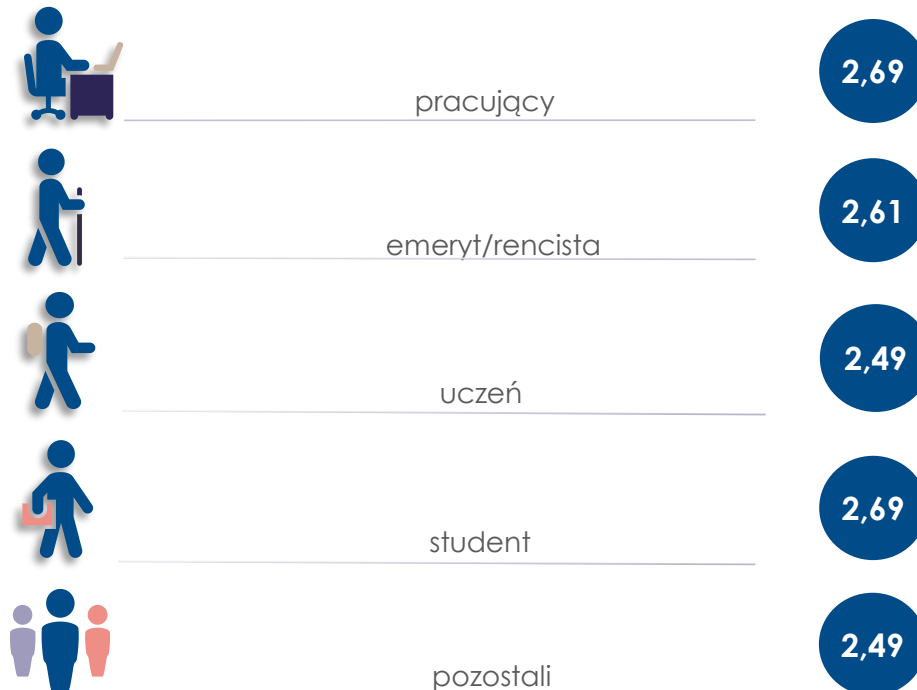 pracujący 2,69
emeryt/rencista 2,61
uczeń 2,49
student 2,69
pozostali 2,49